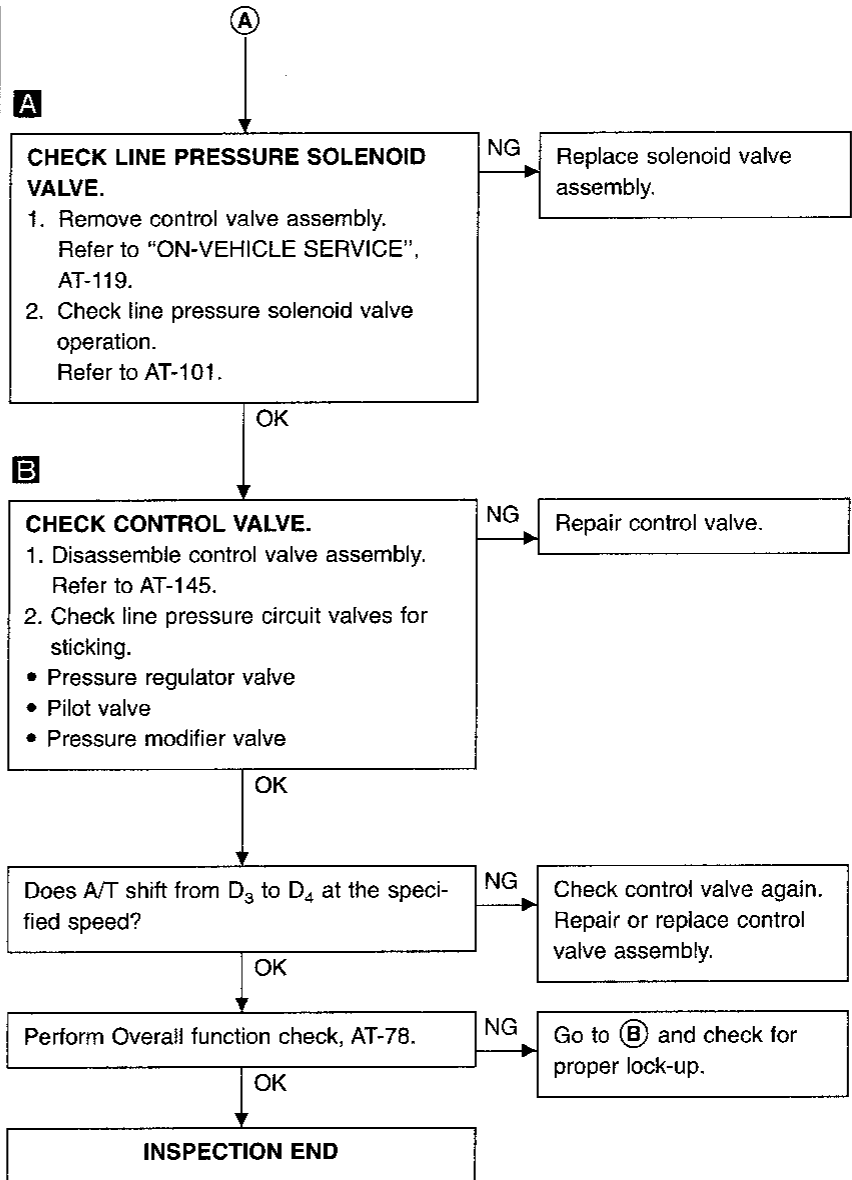 A
A
CHECK LINE PRESSURE SOLENOID
VALVE.
1. Remove control valve assembly.
Refer to “ON-VEHICLE SERVICE”,
AT-119.
2. Check line pressure solenoid valve
operation.
Refer to AT-101.
NG
Replace solenoid valve
assembly.
OK
B
CHECK CONTROL VALVE.
1. Disassemble control valve assembly.
Refer to AT-145.
2. Check line pressure circuit valves for
sticking.
• Pressure regulator valve
• Pilot valve
• Pressure modifier valve
NG
Repair control valve.
OK
Does A/T shift from D3 to D4 at the speci-
fied speed?
NG
Check control valve again.
Repair or replace control
valve assembly.
OK
Perform Overall function check, AT-78.
NG
Go to B and check for
proper lock-up.
OK
INSPECTION END